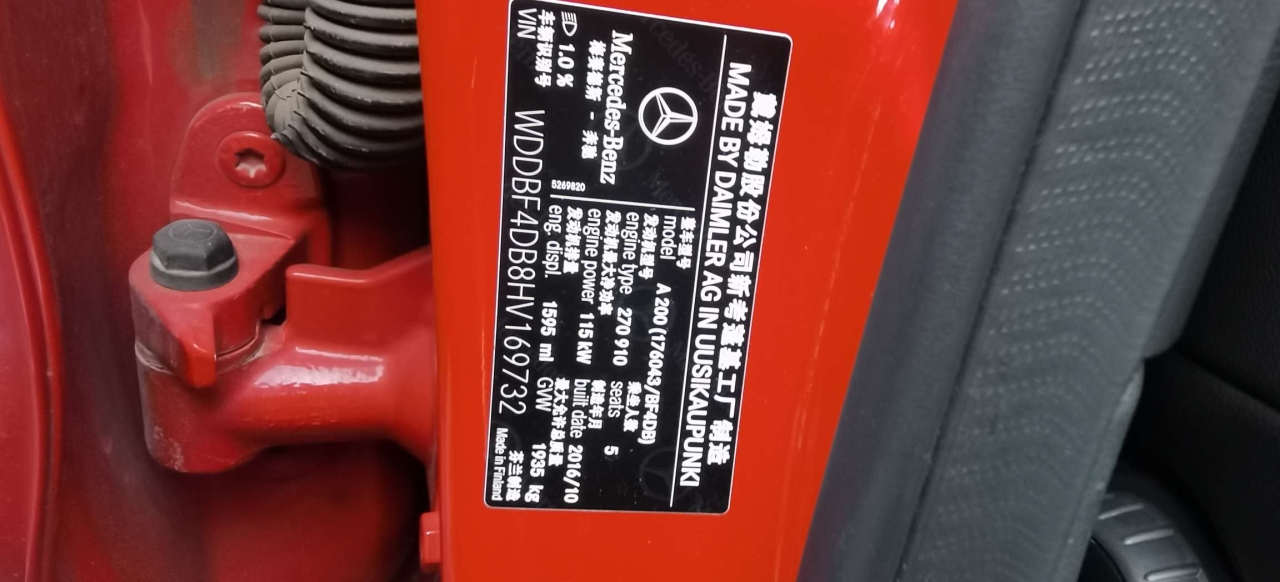 戴姆勒股份公司新考塔基工厂制造
MADE BY DAIMLER AG IN UUSIKAUPUNKI
Mercedes-Benz
梅赛德斯 - 奔驰
1.0 %
5269820
整车型号
model A 200 (176043/BF4DB)
发动机型号 乘坐人数
engine type 270 910 seats 5
发动机最大净功率 制造年月
engine power 115 kW built date 2016/10
发动机排量 最大允许总质量
eng. displ. 1595 ml GVW 1935 kg
车辆识别号 芬兰制造
VIN WDDBF4DB8HV169732 Made in Finland